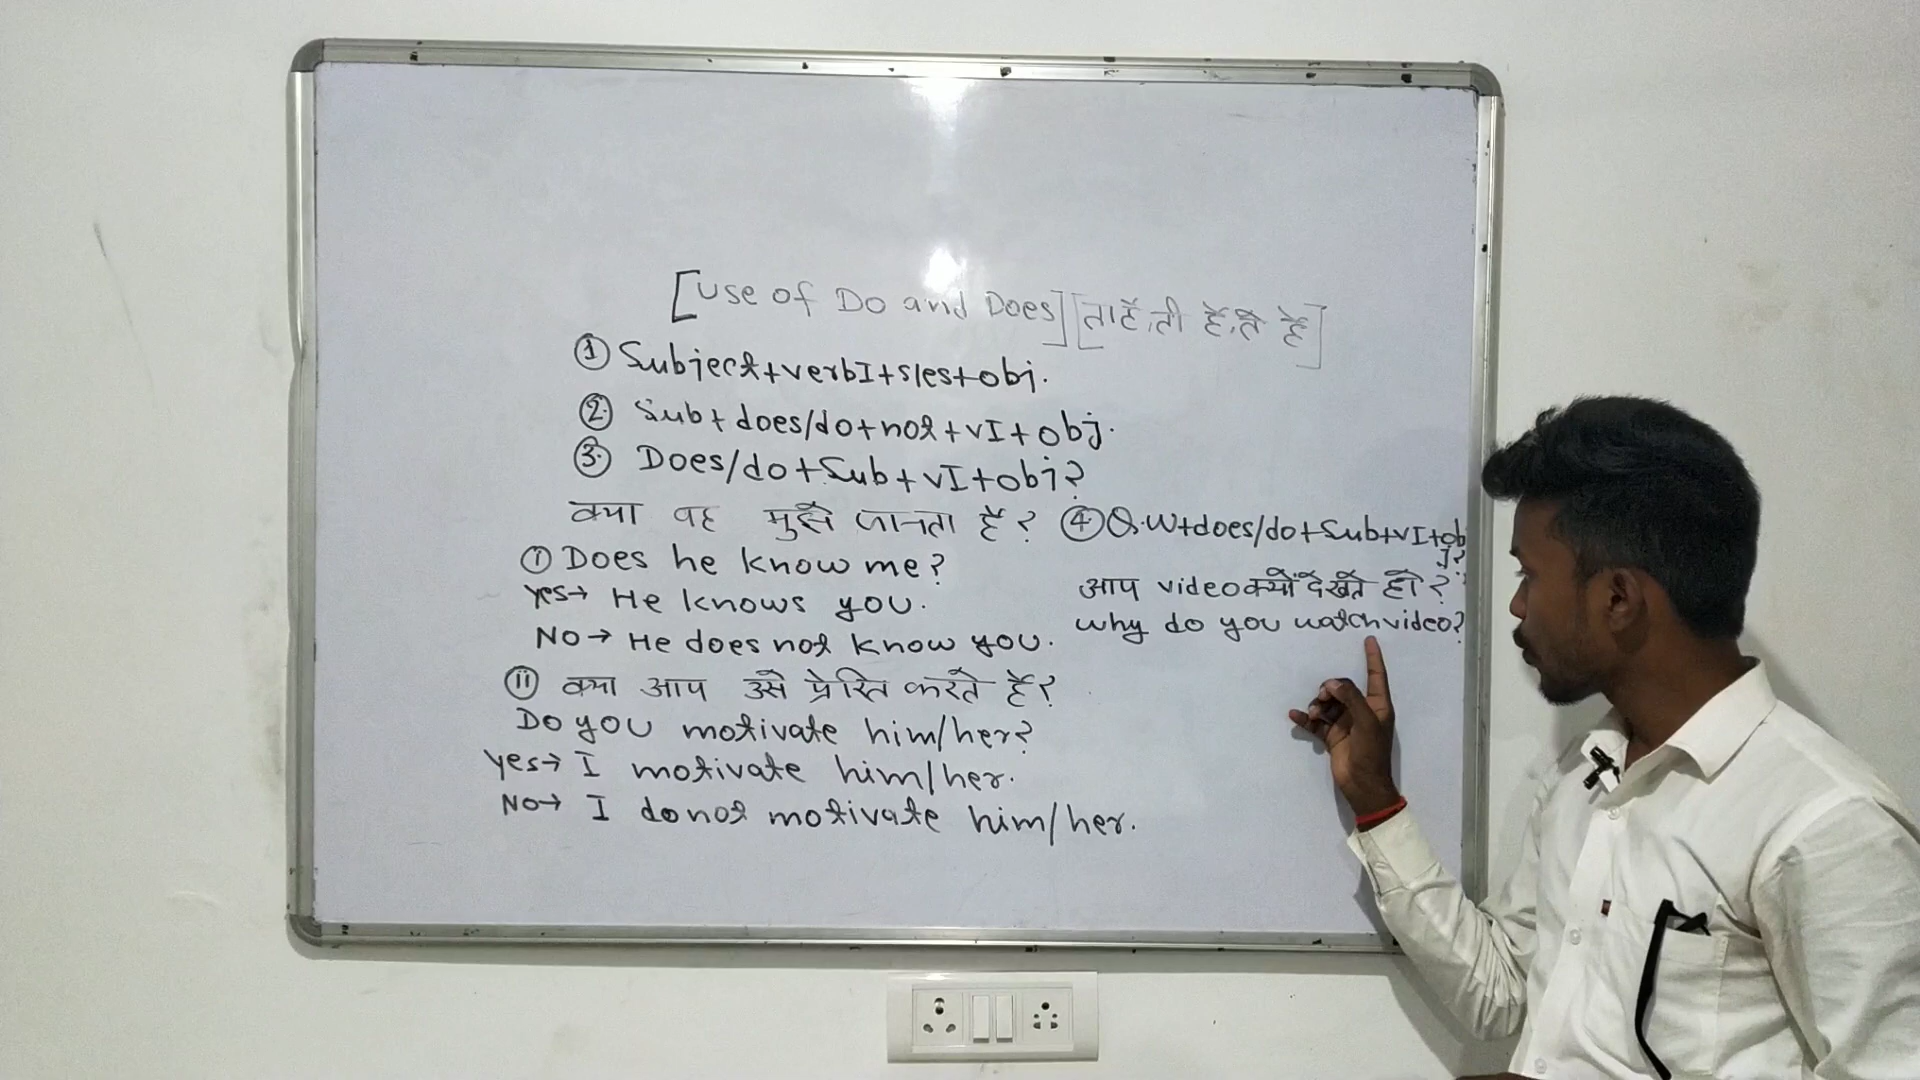 [Use of Do and Does] [ता है, ती है, ते है]
① Subject+verbI+s/es+obj.
②. Sub+does/do+not+vI+obj.
③. Does/do+Sub+vI+obj?
क्या वह मुझे जानता है?
① Does he know me?
Yes→ He knows you.
NO→ He does not know you.
ⓘⓘ क्या आप उसे प्रेरित करते हैं?
Do you motivate him/her?
Yes→ I motivate him/her.
No→ I do not motivate him/her.
④ Q.W+does/do+Sub+vI+obj?
आप video क्यों देखते हो?
why do you watch video?